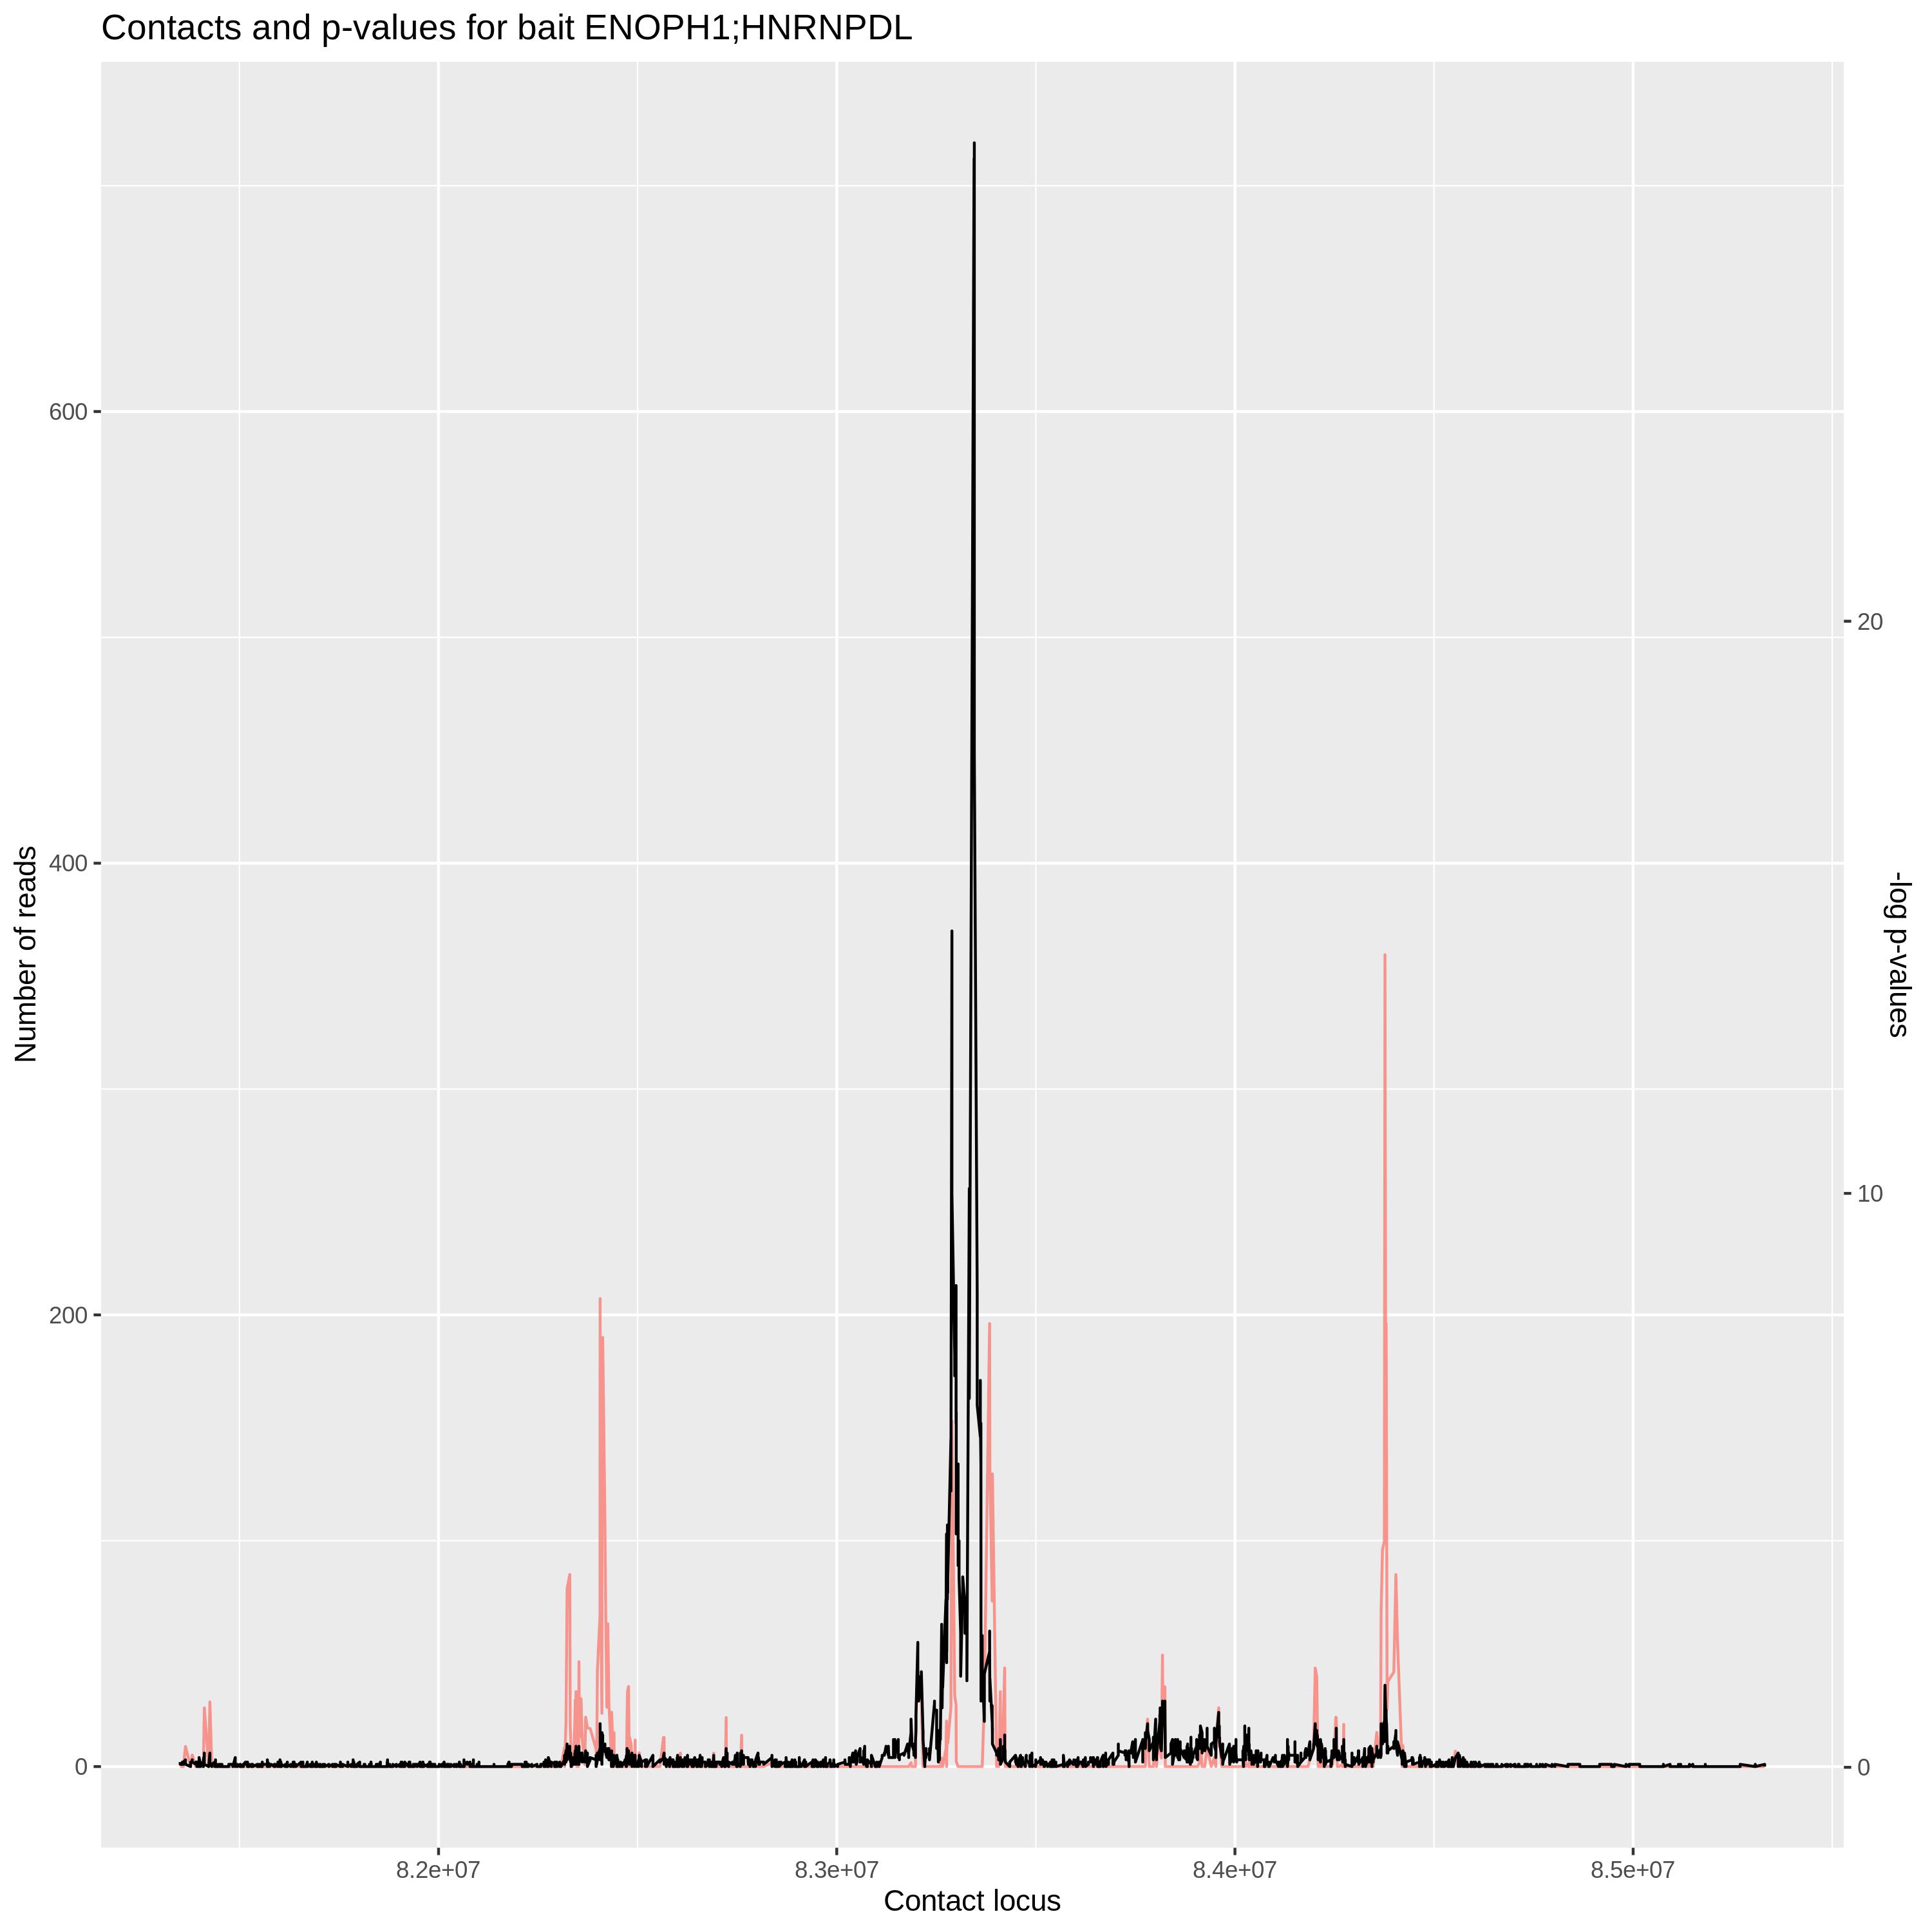 Contacts and p-values for bait ENOPH1;HNRNPDL
600
400
200
0
Number of reads
20
10
0
-log p-values
8.2e+07 8.3e+07 8.4e+07 8.5e+07
Contact locus